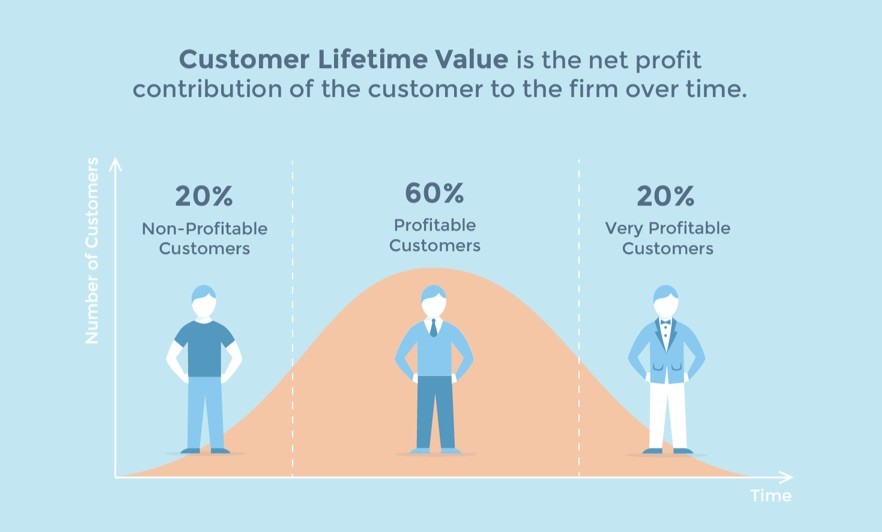 Customer Lifetime Value is the net profit
contribution of the customer to the firm over time.
Number of Customers
20%
Non-Profitable
Customers
60%
Profitable
Customers
20%
Very Profitable
Customers
Time